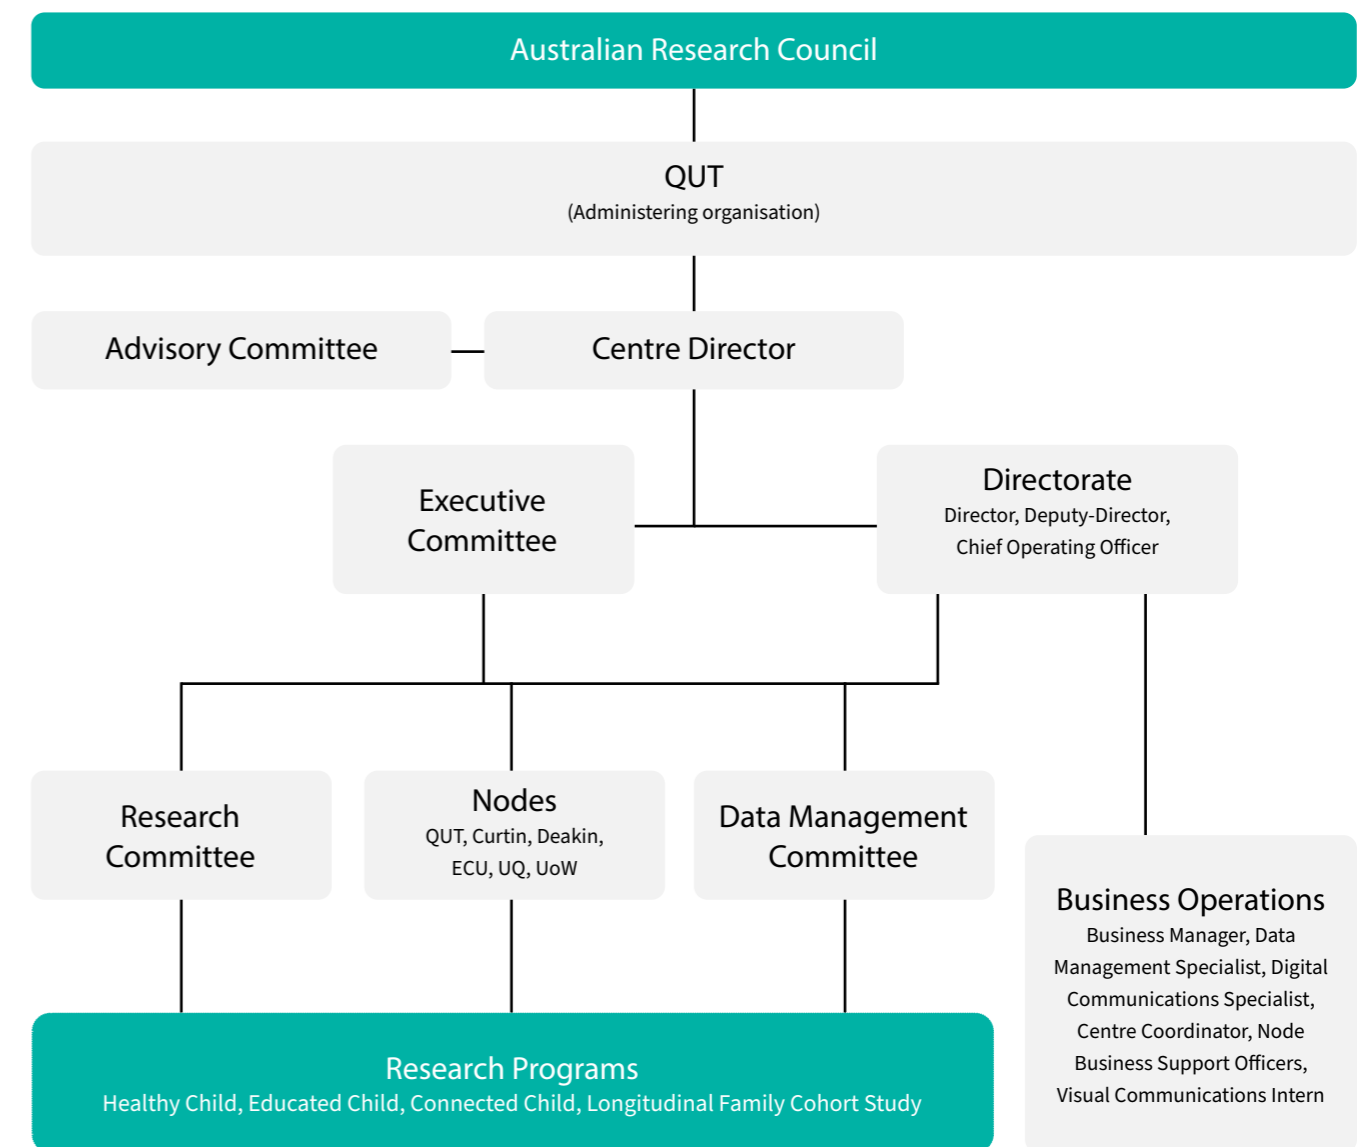 Australian Research Council
QUT
(Administering organisation)
Advisory Committee
Centre Director
Executive
Committee
Directorate
Director, Deputy-Director,
Chief Operating Officer
Research
Committee
Nodes
QUT, Curtin, Deakin,
ECU, UQ, UoW
Data Management
Committee
Business Operations
Business Manager, Data
Management Specialist, Digital
Communications Specialist,
Centre Coordinator, Node
Business Support Officers,
Visual Communications Intern
Research Programs
Healthy Child, Educated Child, Connected Child, Longitudinal Family Cohort Study